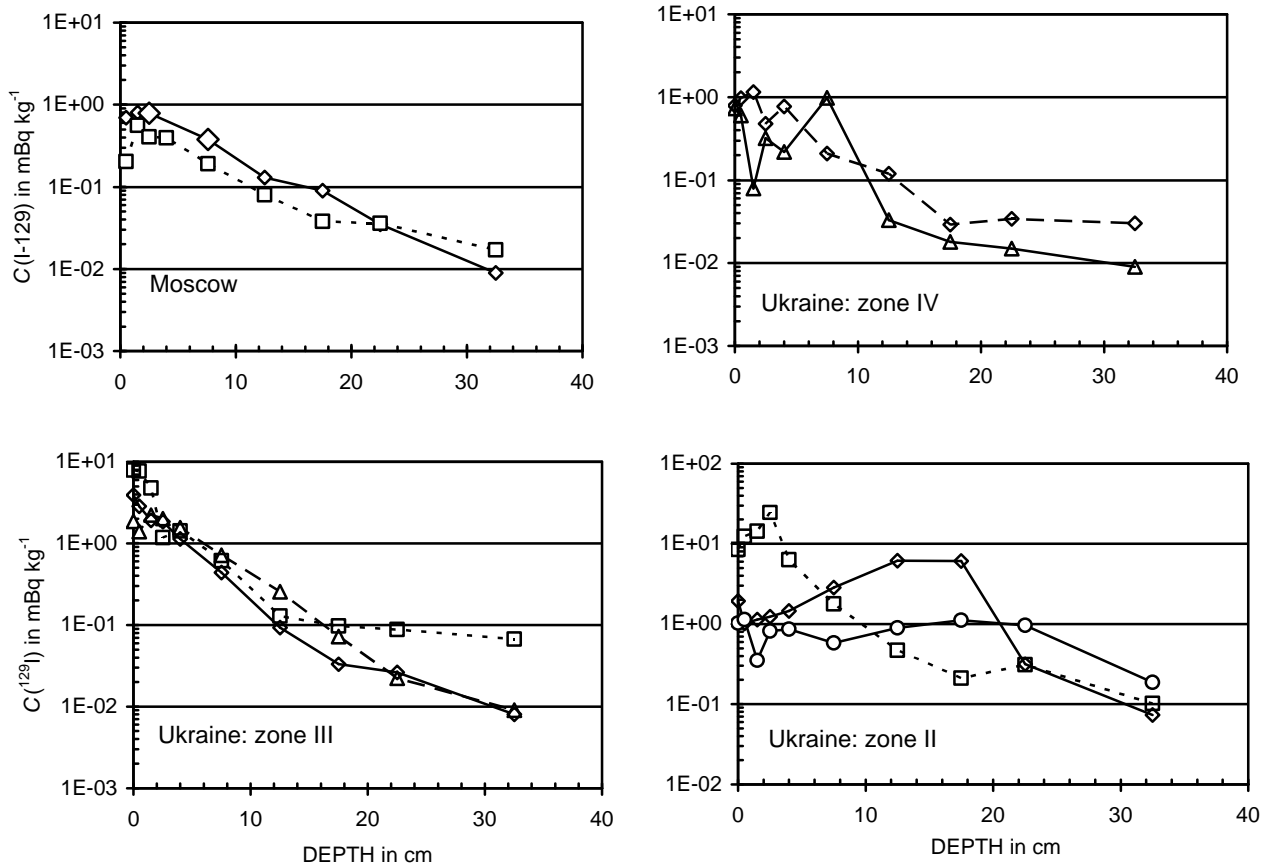 1E+01
1E+00
1E-01
1E-02
1E-03
C(I-129) in mBq kg⁻¹
Moscow
0 10 20 30 40
1E+01
1E+00
1E-01
1E-02
1E-03
Ukraine: zone IV
0 10 20 30 40
1E+01
1E+00
1E-01
1E-02
1E-03
C(¹²⁹I) in mBq kg⁻¹
Ukraine: zone III
0 10 20 30 40
DEPTH in cm
1E+02
1E+01
1E+00
1E-01
1E-02
Ukraine: zone II
0 10 20 30 40
DEPTH in cm